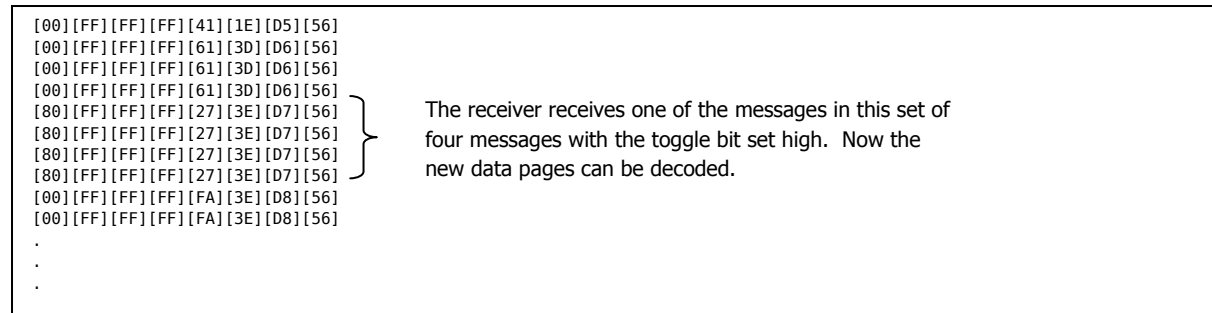 [00][FF][FF][FF][41][1E][D5][56]
[00][FF][FF][FF][61][3D][D6][56]
[00][FF][FF][FF][61][3D][D6][56]
[00][FF][FF][FF][61][3D][D6][56]
[80][FF][FF][FF][27][3E][D7][56]
[80][FF][FF][FF][27][3E][D7][56]
[80][FF][FF][FF][27][3E][D7][56]
[80][FF][FF][FF][27][3E][D7][56]
[00][FF][FF][FF][FA][3E][D8][56]
[00][FF][FF][FF][FA][3E][D8][56]
.
.
.
The receiver receives one of the messages in this set of
four messages with the toggle bit set high. Now the
new data pages can be decoded.